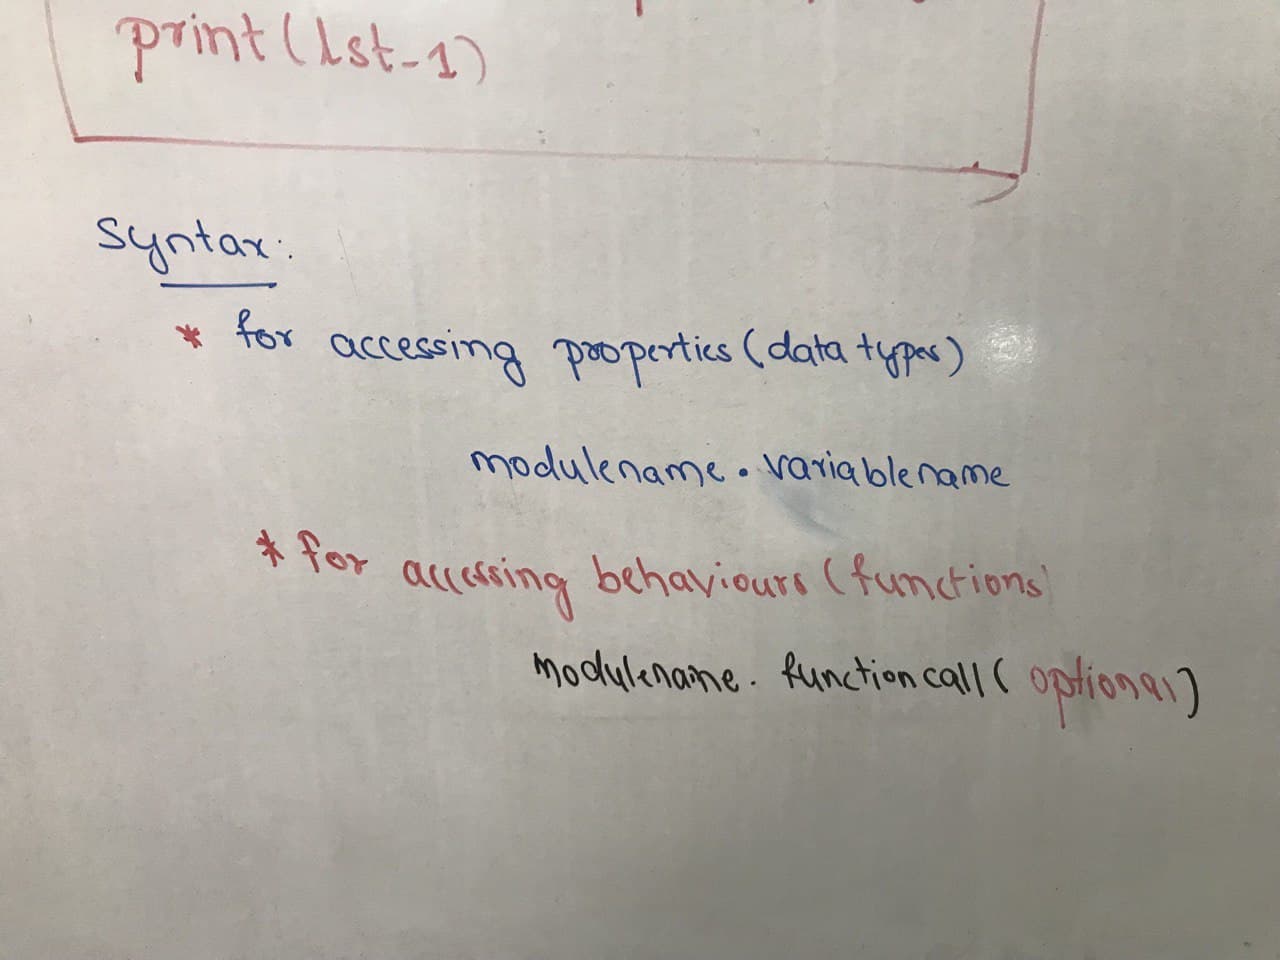 print(lst-1)
Syntax:
* for accessing properties (data types)
modulename.variablename
* for accessing behaviours (functions)
modulename.functioncall( optional)